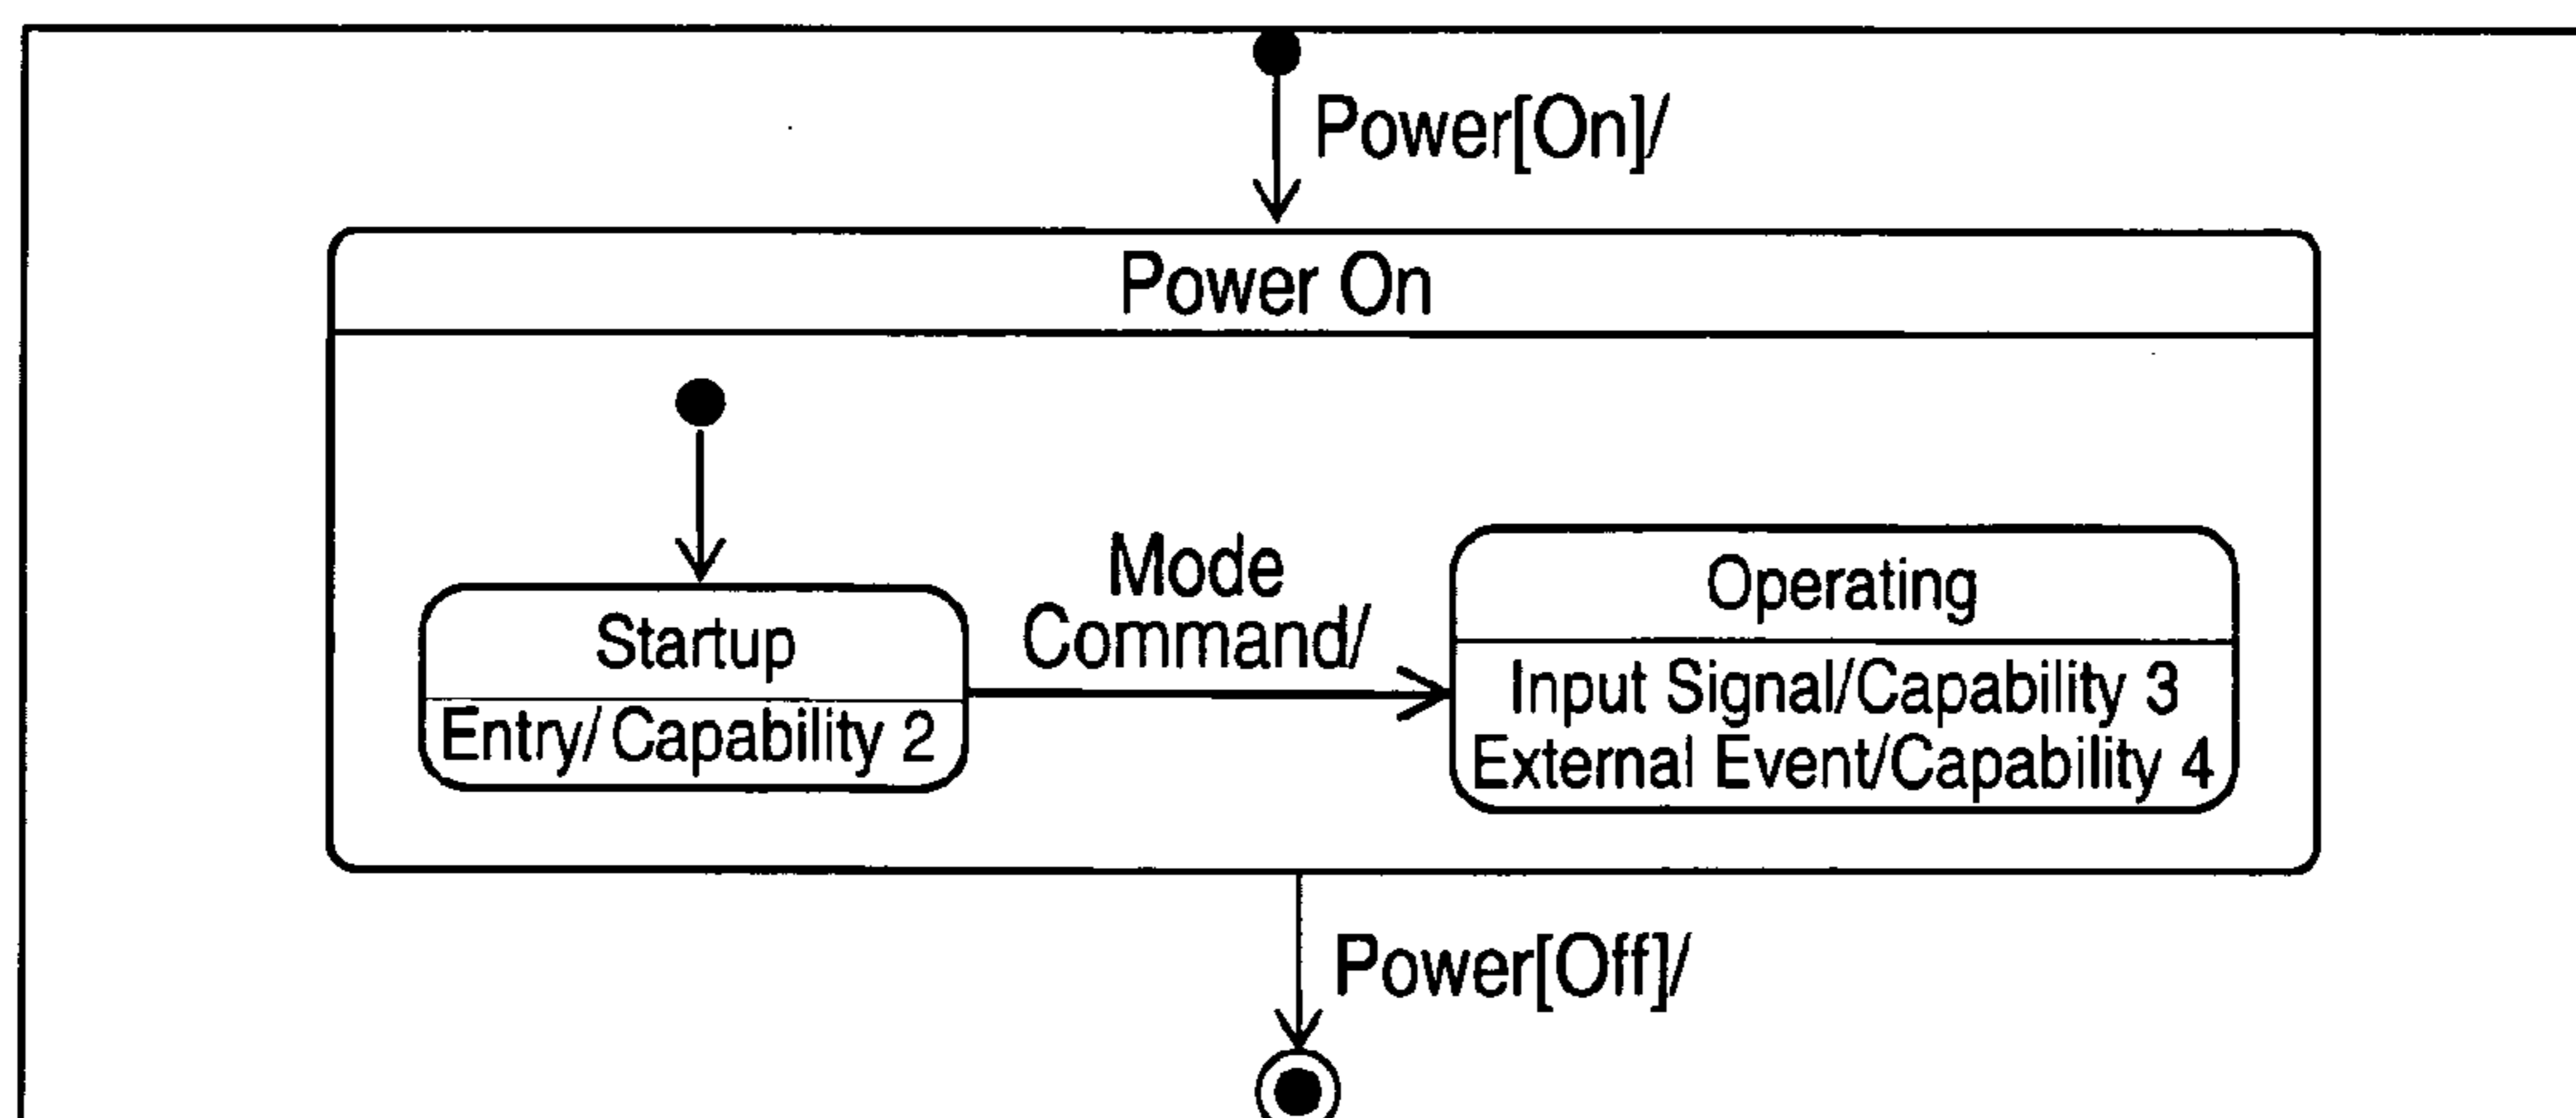 Power[On]/
Power On
Mode
Command/
Startup
Entry/Capability 2
Operating
Input Signal/Capability 3
External Event/Capability 4
Power[Off]/